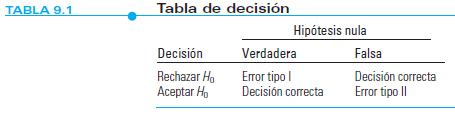 TABLA 9.1 Tabla de decisión
Hipótesis nula
Decisión Verdadera Falsa
Rechazar H0 Error tipo I Decisión correcta
Aceptar H0 Decisión correcta Error tipo II